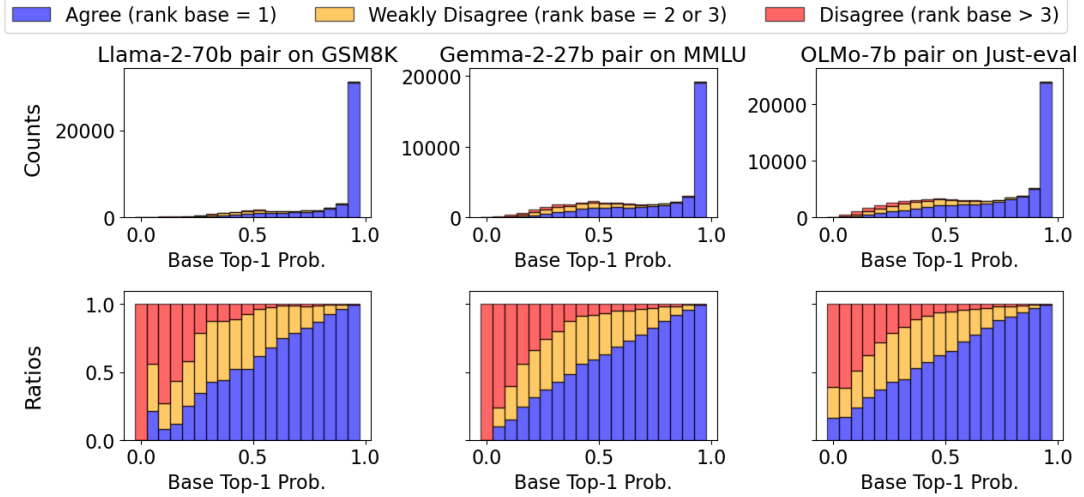 Agree (rank base = 1) Weakly Disagree (rank base = 2 or 3) Disagree (rank base > 3)
Llama-2-70b pair on GSM8K Gemma-2-27b pair on MMLU OLMo-7b pair on Just-eval
Counts
20000
0
20000
10000
0
20000
10000
0
0.0 0.5 1.0
0.0 0.5 1.0
0.0 0.5 1.0
Base Top-1 Prob. Base Top-1 Prob. Base Top-1 Prob.
Ratios
1.0
0.5
0.0
0.0 0.5 1.0
0.0 0.5 1.0
0.0 0.5 1.0
Base Top-1 Prob. Base Top-1 Prob. Base Top-1 Prob.